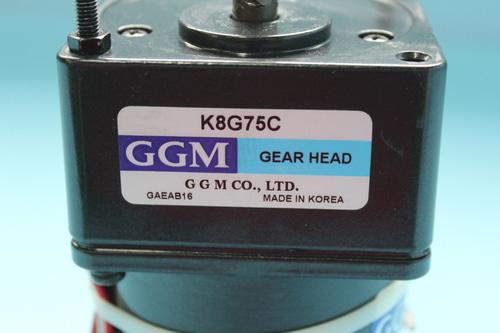 K8G75C
GGM GEAR HEAD
G G M CO., LTD.
GAEAB16 MADE IN KOREA